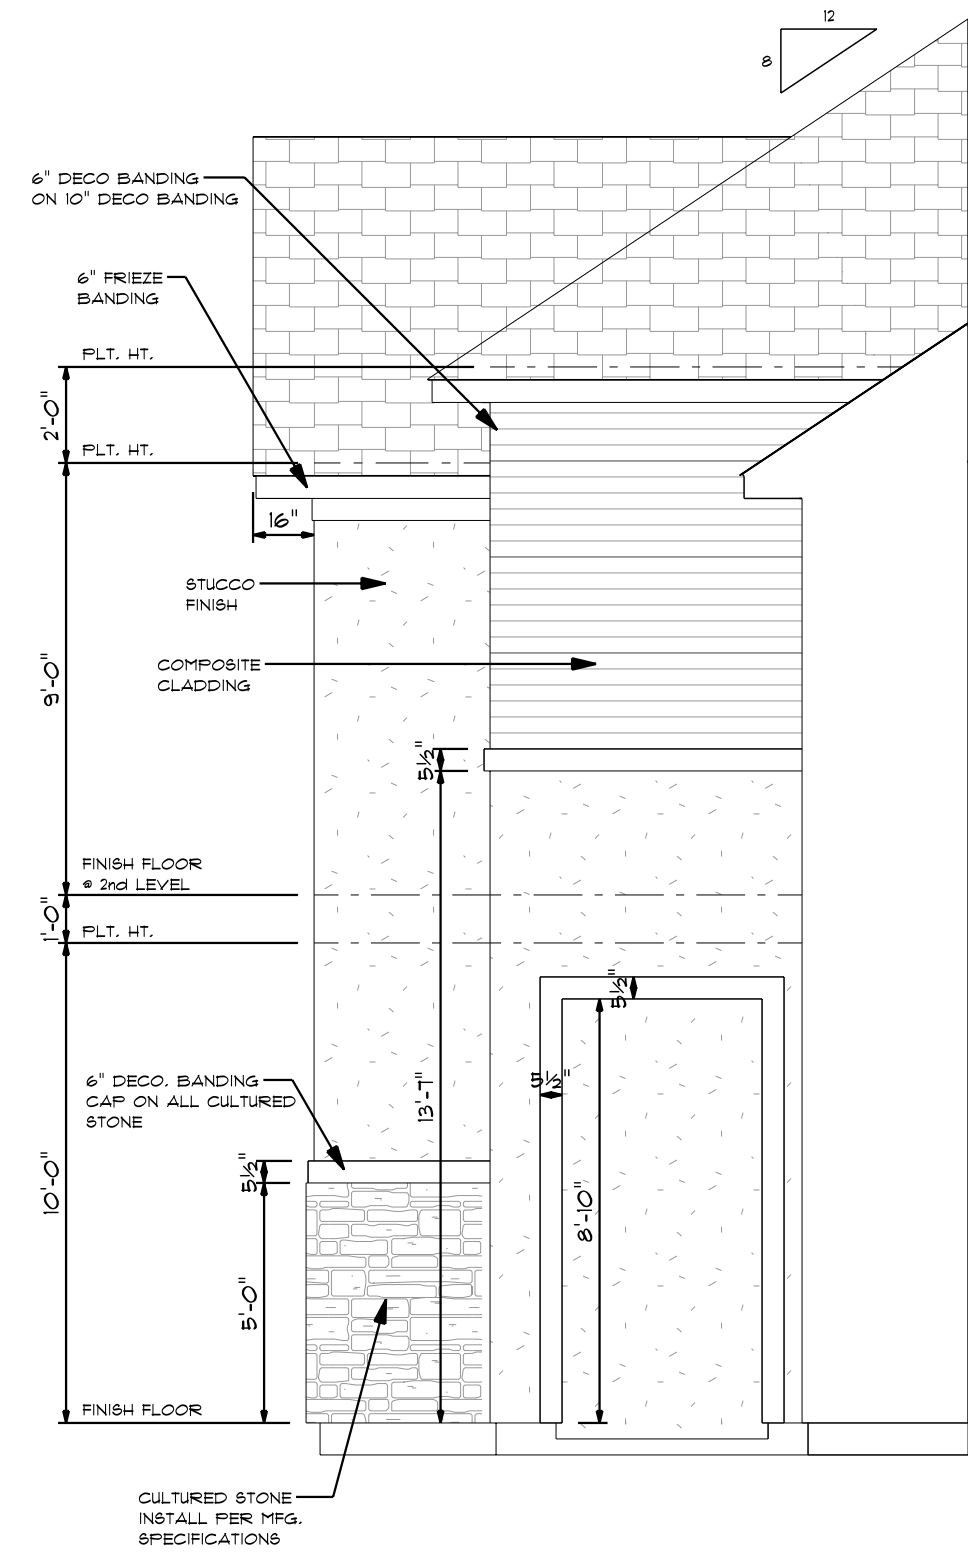 12
8
6" DECO BANDING
ON 10" DECO BANDING
6" FRIEZE
BANDING
PLT. HT.
2'-0"
PLT. HT.
16"
STUCCO
FINISH
COMPOSITE
CLADDING
9'-0"
5½"
FINISH FLOOR
@ 2nd LEVEL
1'-0"
PLT. HT.
5½"
5½"
6" DECO. BANDING
CAP ON ALL CULTURED
STONE
13'-7"
10'-0"
5½"
8'-10"
5'-0"
FINISH FLOOR
CULTURED STONE
INSTALL PER MFG.
SPECIFICATIONS